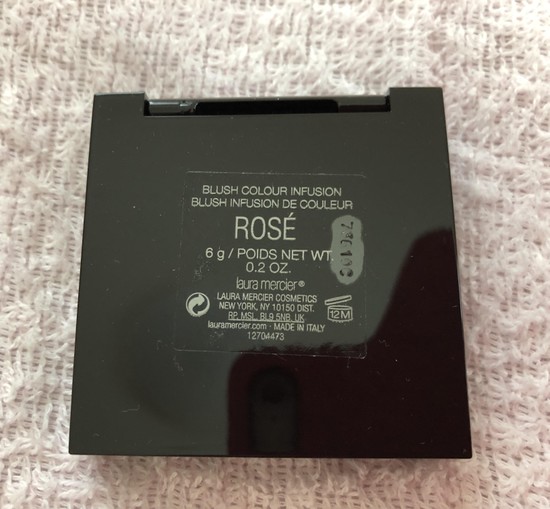 BLUSH COLOUR INFUSION
BLUSH INFUSION DE COULEUR
ROSÉ
6 g / POIDS NET WT.
0.2 OZ.
laura mercier®
LAURA MERCIER COSMETICS
NEW YORK, NY 10150 DIST.
RP, MSL, BL9 5NB, UK
lauramercier.com - MADE IN ITALY
12704473
12M